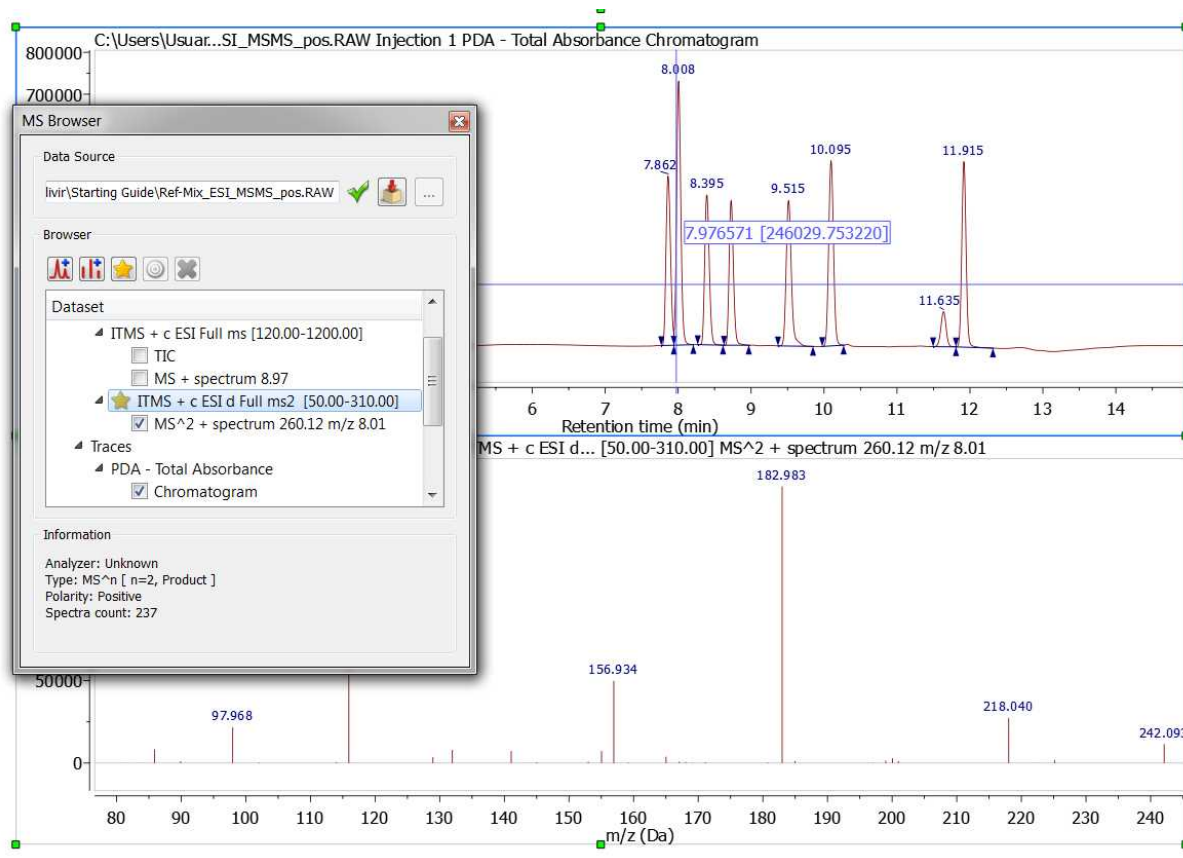 C:\Users\Usuar...SI_MSMS_pos.RAW Injection 1 PDA - Total Absorbance Chromatogram
800000
700000
8.008
7.862
8.395
9.515
10.095
11.635
11.915
7.976571 [246029.753220]
6 7 8 9 10 11 12 13 14
Retention time (min)
MS Browser
Data Source
livir\Starting Guide\Ref-Mix_ESI_MSMS_pos.RAW
...
Browser
Dataset
ITMS + c ESI Full ms [120.00-1200.00]
TIC
MS + spectrum 8.97
ITMS + c ESI d Full ms2 [50.00-310.00]
MS^2 + spectrum 260.12 m/z 8.01
Traces
PDA - Total Absorbance
Chromatogram
Information
Analyzer: Unknown
Type: MS^n [ n=2, Product ]
Polarity: Positive
Spectra count: 237
MS + c ESI d... [50.00-310.00] MS^2 + spectrum 260.12 m/z 8.01
182.983
156.934
97.968
218.040
242.093
50000
0
80 90 100 110 120 130 140 150 160 170 180 190 200 210 220 230 240
m/z (Da)